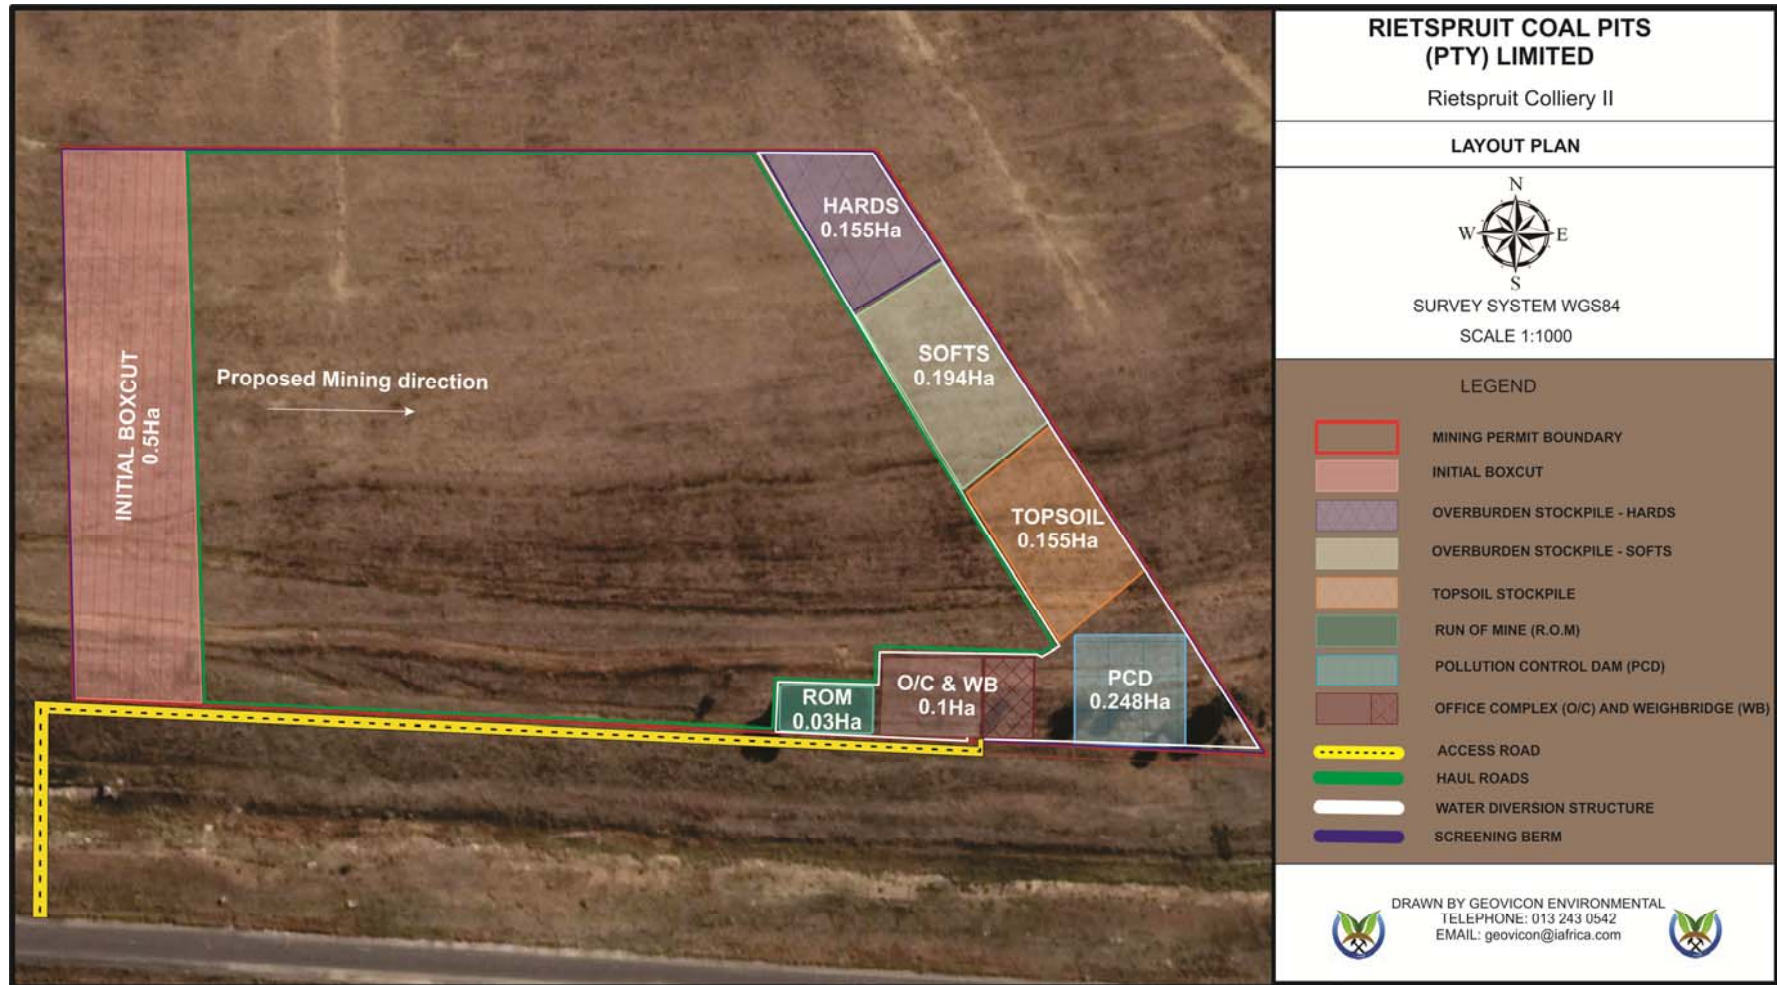 RIETSPRUIT COAL PITS
(PTY) LIMITED
Rietspruit Colliery II
LAYOUT PLAN
N
W
E
S
SURVEY SYSTEM WGS84
SCALE 1:1000
LEGEND
MINING PERMIT BOUNDARY
INITIAL BOXCUT
OVERBURDEN STOCKPILE - HARDS
OVERBURDEN STOCKPILE - SOFTS
TOPSOIL STOCKPILE
RUN OF MINE (R.O.M)
POLLUTION CONTROL DAM (PCD)
OFFICE COMPLEX (O/C) AND WEIGHBRIDGE (WB)
ACCESS ROAD
HAUL ROADS
WATER DIVERSION STRUCTURE
SCREENING BERM
DRAWN BY GEOVICON ENVIRONMENTAL
TELEPHONE: 013 243 0542
EMAIL: geovicon@iafrica.com
INITIAL BOXCUT
0.5Ha
Proposed Mining direction
HARDS
0.155Ha
SOFTS
0.194Ha
TOPSOIL
0.155Ha
ROM
0.03Ha
O/C & WB
0.1Ha
PCD
0.248Ha